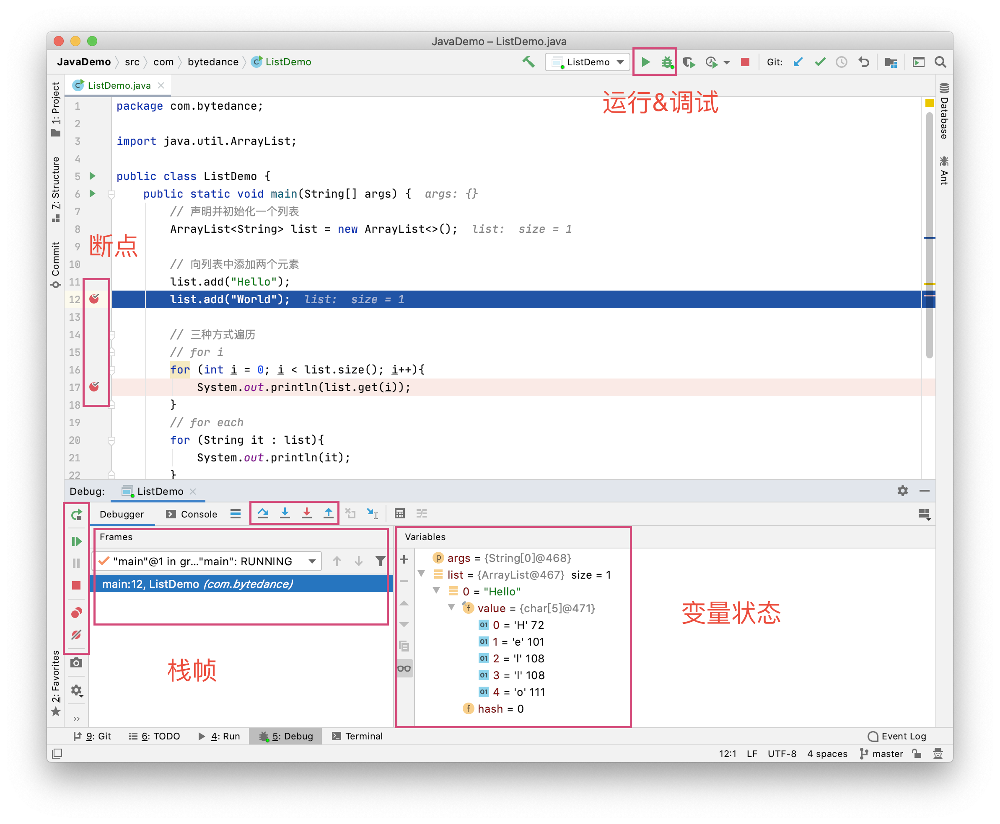 JavaDemo – ListDemo.java
JavaDemo src com bytedance ListDemo
ListDemo
Git:
运行&调试
1: Project
7: Structure
Commit
2: Favorites
Database
Ant
ListDemo.java
断点
1 package com.bytedance;
2
3 import java.util.ArrayList;
4
5 public class ListDemo {
6 public static void main(String[] args) { args: {}
7 // 声明并初始化一个列表
8 ArrayList<String> list = new ArrayList<>(); list: size = 1
9
10 // 向列表中添加两个元素
11 list.add("Hello");
12 list.add("World"); list: size = 1
13
14 // 三种方式遍历
15 // for i
16 for (int i = 0; i < list.size(); i++){
17 System.out.println(list.get(i));
18 }
19 // for each
20 for (String it : list){
21 System.out.println(it);
22 }
Debug: ListDemo
Debugger Console
Frames
"main"@1 in gr..."main": RUNNING
main:12, ListDemo (com.bytedance)
栈帧
Variables
args = {String[0]@468}
list = {ArrayList@467} size = 1
0 = "Hello"
value = {char[5]@471}
0 = 'H' 72
1 = 'e' 101
2 = 'l' 108
3 = 'l' 108
4 = 'o' 111
hash = 0
变量状态
9: Git 6: TODO 4: Run 5: Debug Terminal Event Log
12:1 LF UTF-8 4 spaces master